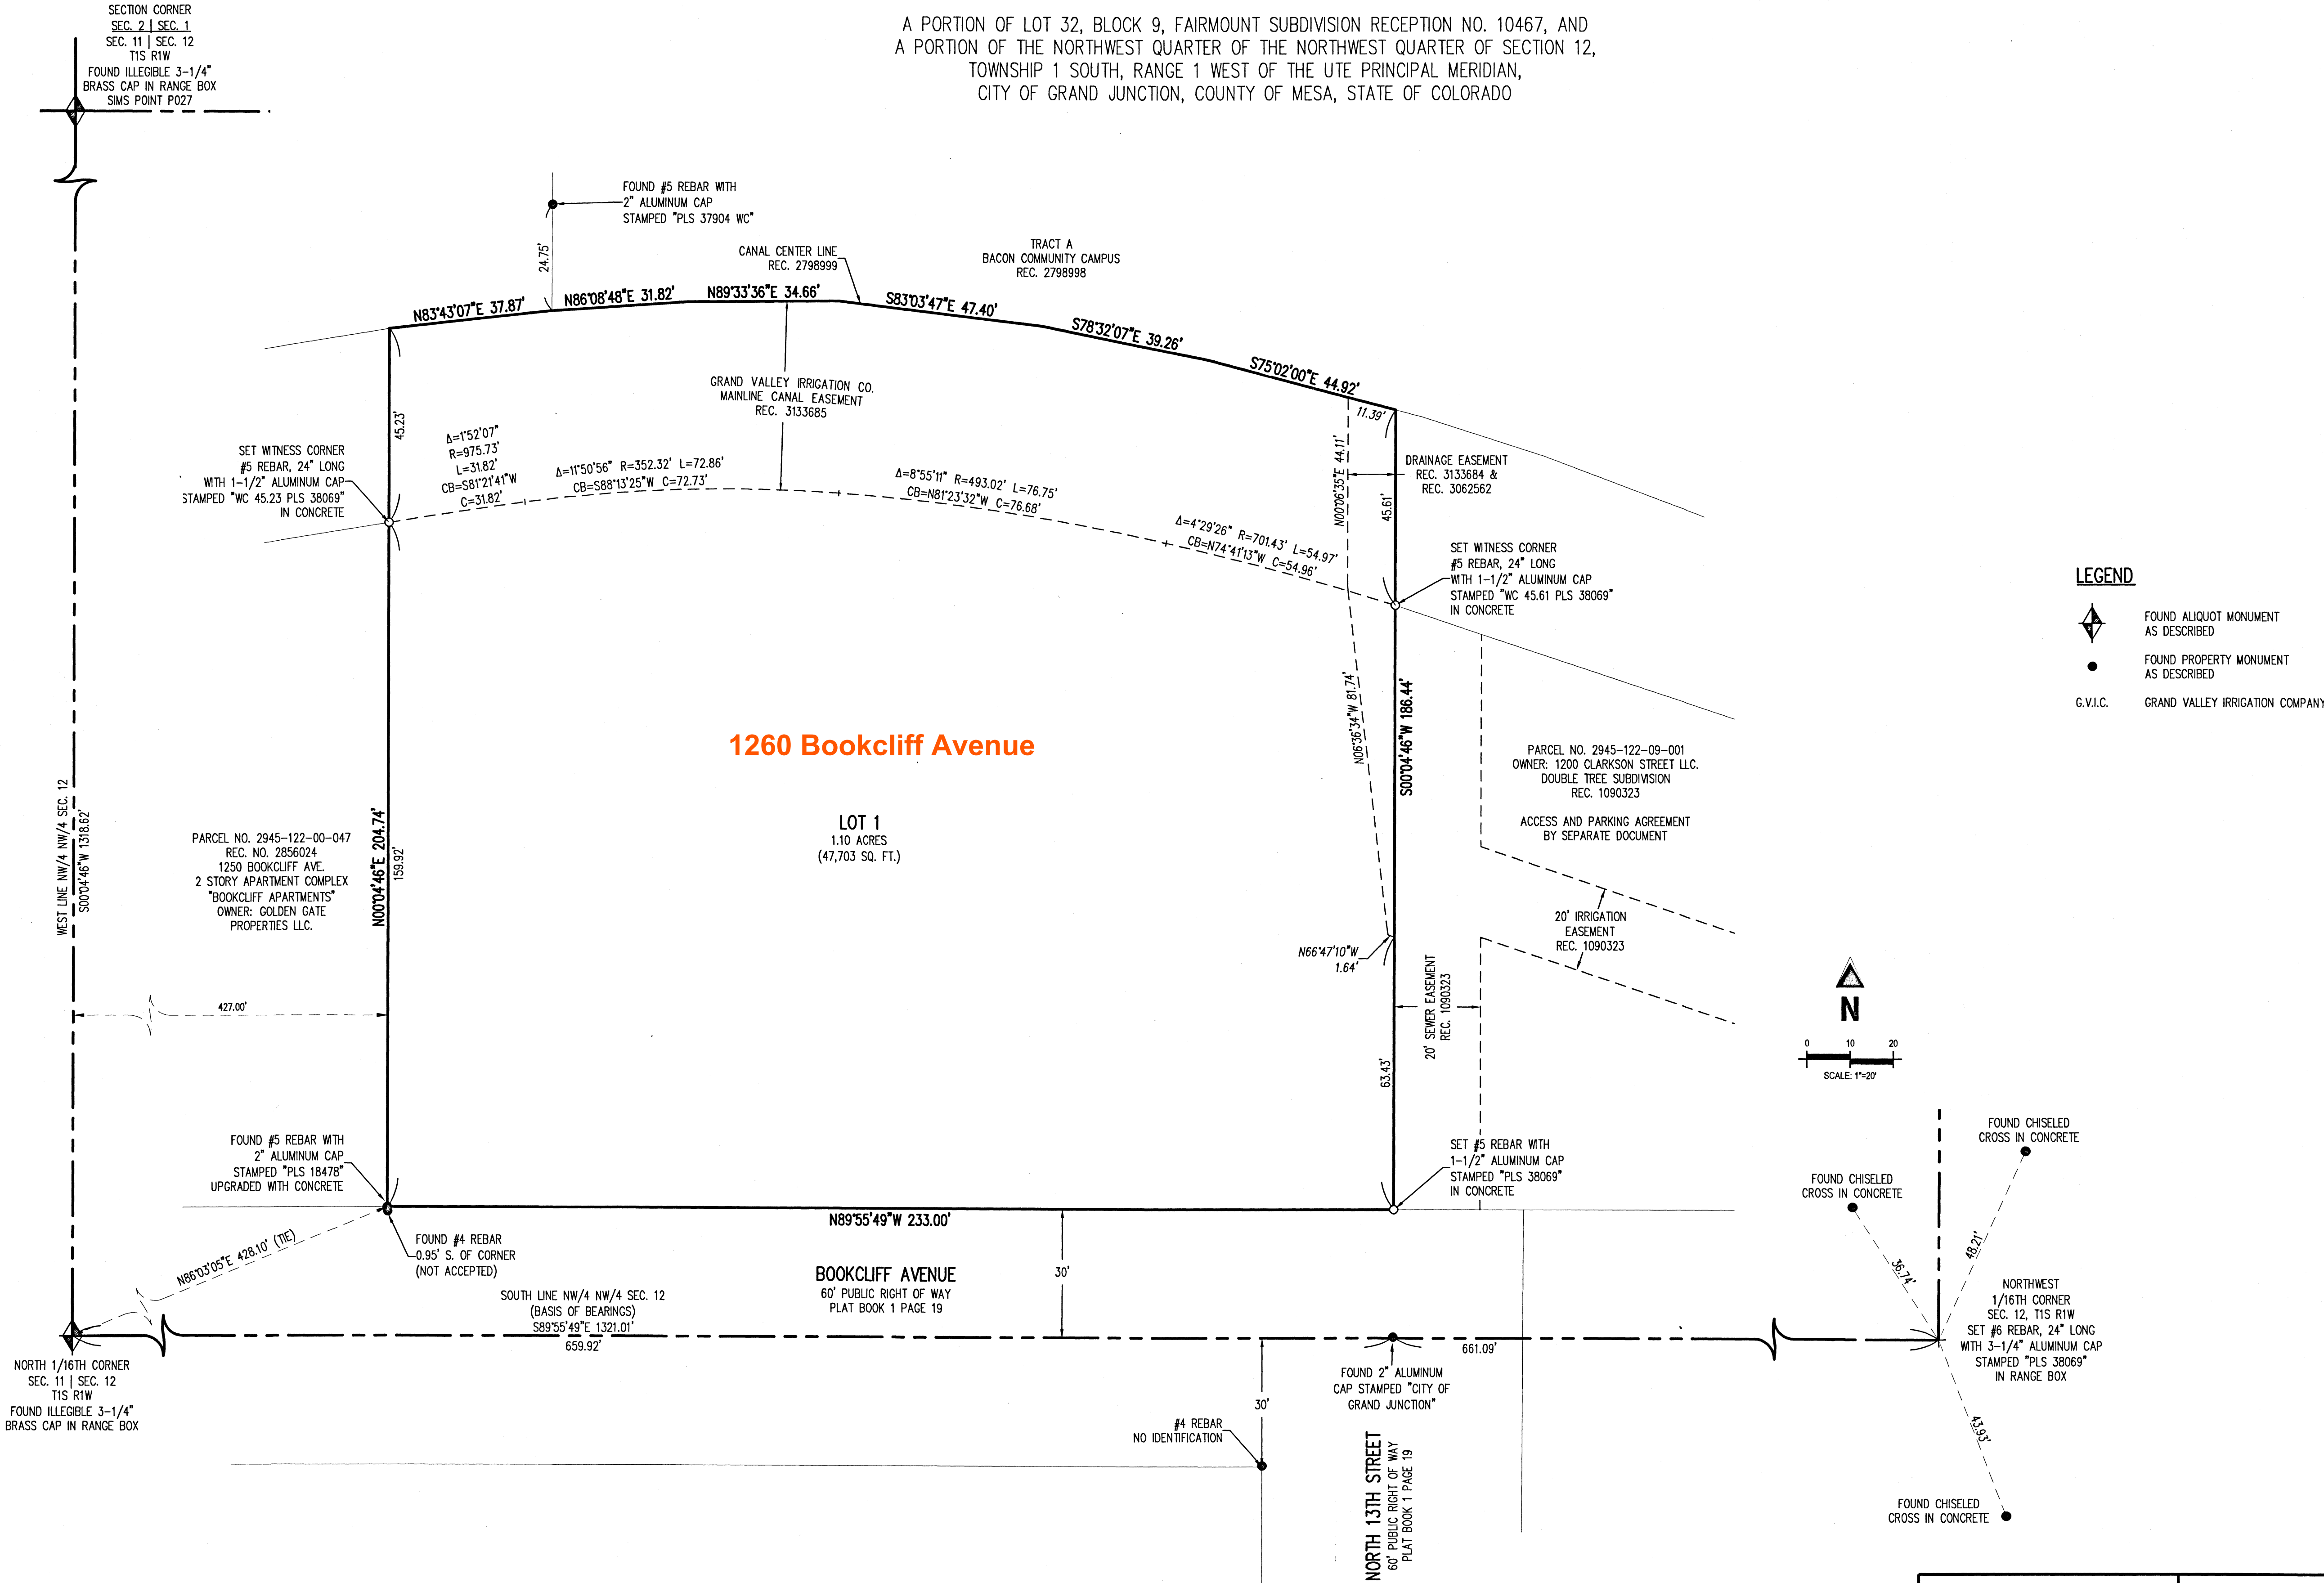 A PORTION OF LOT 32, BLOCK 9, FAIRMOUNT SUBDIVISION RECEPTION NO. 10467, AND
A PORTION OF THE NORTHWEST QUARTER OF THE NORTHWEST QUARTER OF SECTION 12,
TOWNSHIP 1 SOUTH, RANGE 1 WEST OF THE UTE PRINCIPAL MERIDIAN,
CITY OF GRAND JUNCTION, COUNTY OF MESA, STATE OF COLORADO
SECTION CORNER
SEC. 2 | SEC. 1
SEC. 11 | SEC. 12
T1S R1W
FOUND ILLEGIBLE 3-1/4"
BRASS CAP IN RANGE BOX
SIMS POINT P027
FOUND #5 REBAR WITH
2" ALUMINUM CAP
STAMPED "PLS 37904 WC"
24.75'
CANAL CENTER LINE
REC. 2798999
TRACT A
BACON COMMUNITY CAMPUS
REC. 2798998
N83°43'07"E 37.87'
N86°08'48"E 31.82'
N89°33'36"E 34.66'
S83°03'47"E 47.40'
S78°32'07"E 39.26'
S75°02'00"E 44.92'
11.39'
GRAND VALLEY IRRIGATION CO.
MAINLINE CANAL EASEMENT
REC. 3133685
45.23'
SET WITNESS CORNER
#5 REBAR, 24" LONG
WITH 1-1/2" ALUMINUM CAP
STAMPED "WC 45.23 PLS 38069"
IN CONCRETE
Δ=1°52'07"
R=975.73'
L=31.82'
CB=S81°21'41"W
C=31.82'
Δ=11°50'56" R=352.32' L=72.86'
CB=S88°13'25"W C=72.73'
Δ=8°55'11" R=493.02' L=76.75'
CB=N81°23'32"W C=76.68'
Δ=4°29'26" R=701.43' L=54.97'
CB=N74°41'13"W C=54.96'
N00°06'35"E 44.11'
45.61'
DRAINAGE EASEMENT
REC. 3133684 &
REC. 3062562
SET WITNESS CORNER
#5 REBAR, 24" LONG
WITH 1-1/2" ALUMINUM CAP
STAMPED "WC 45.61 PLS 38069"
IN CONCRETE
LEGEND
FOUND ALIQUOT MONUMENT
AS DESCRIBED
FOUND PROPERTY MONUMENT
AS DESCRIBED
G.V.I.C. GRAND VALLEY IRRIGATION COMPANY
1260 Bookcliff Avenue
LOT 1
1.10 ACRES
(47,703 SQ. FT.)
N06°36'34"W 81.74'
S00°04'46"W 186.44'
PARCEL NO. 2945-122-09-001
OWNER: 1200 CLARKSON STREET LLC.
DOUBLE TREE SUBDIVISION
REC. 1090323
ACCESS AND PARKING AGREEMENT
BY SEPARATE DOCUMENT
WEST LINE NW/4 NW/4 SEC. 12
S00°04'46"W 1318.62'
PARCEL NO. 2945-122-00-047
REC. NO. 2856024
1250 BOOKCLIFF AVE.
2 STORY APARTMENT COMPLEX
"BOOKCLIFF APARTMENTS"
OWNER: GOLDEN GATE
PROPERTIES LLC.
N00°04'46"E 204.74'
159.92'
20' IRRIGATION
EASEMENT
REC. 1090323
N66°47'10"W
1.64'
20' SEWER EASEMENT
REC. 1090323
427.00'
63.43'
N
0 10 20
SCALE: 1"=20'
FOUND #5 REBAR WITH
2" ALUMINUM CAP
STAMPED "PLS 18478"
UPGRADED WITH CONCRETE
SET #5 REBAR WITH
1-1/2" ALUMINUM CAP
STAMPED "PLS 38069"
IN CONCRETE
N89°55'49"W 233.00'
FOUND #4 REBAR
0.95' S. OF CORNER
(NOT ACCEPTED)
N86°03'05"E 428.10' (TIE)
BOOKCLIFF AVENUE
60' PUBLIC RIGHT OF WAY
PLAT BOOK 1 PAGE 19
30'
SOUTH LINE NW/4 NW/4 SEC. 12
(BASIS OF BEARINGS)
S89°55'49"E 1321.01'
659.92'
661.09'
NORTH 1/16TH CORNER
SEC. 11 | SEC. 12
T1S R1W
FOUND ILLEGIBLE 3-1/4"
BRASS CAP IN RANGE BOX
FOUND 2" ALUMINUM
CAP STAMPED "CITY OF
GRAND JUNCTION"
30'
#4 REBAR
NO IDENTIFICATION
NORTH 13TH STREET
60' PUBLIC RIGHT OF WAY
PLAT BOOK 1 PAGE 19
FOUND CHISELED
CROSS IN CONCRETE
FOUND CHISELED
CROSS IN CONCRETE
36.74'
48.21'
NORTHWEST
1/16TH CORNER
SEC. 12, T1S R1W
SET #6 REBAR, 24" LONG
WITH 3-1/4" ALUMINUM CAP
STAMPED "PLS 38069"
IN RANGE BOX
43.93'
FOUND CHISELED
CROSS IN CONCRETE